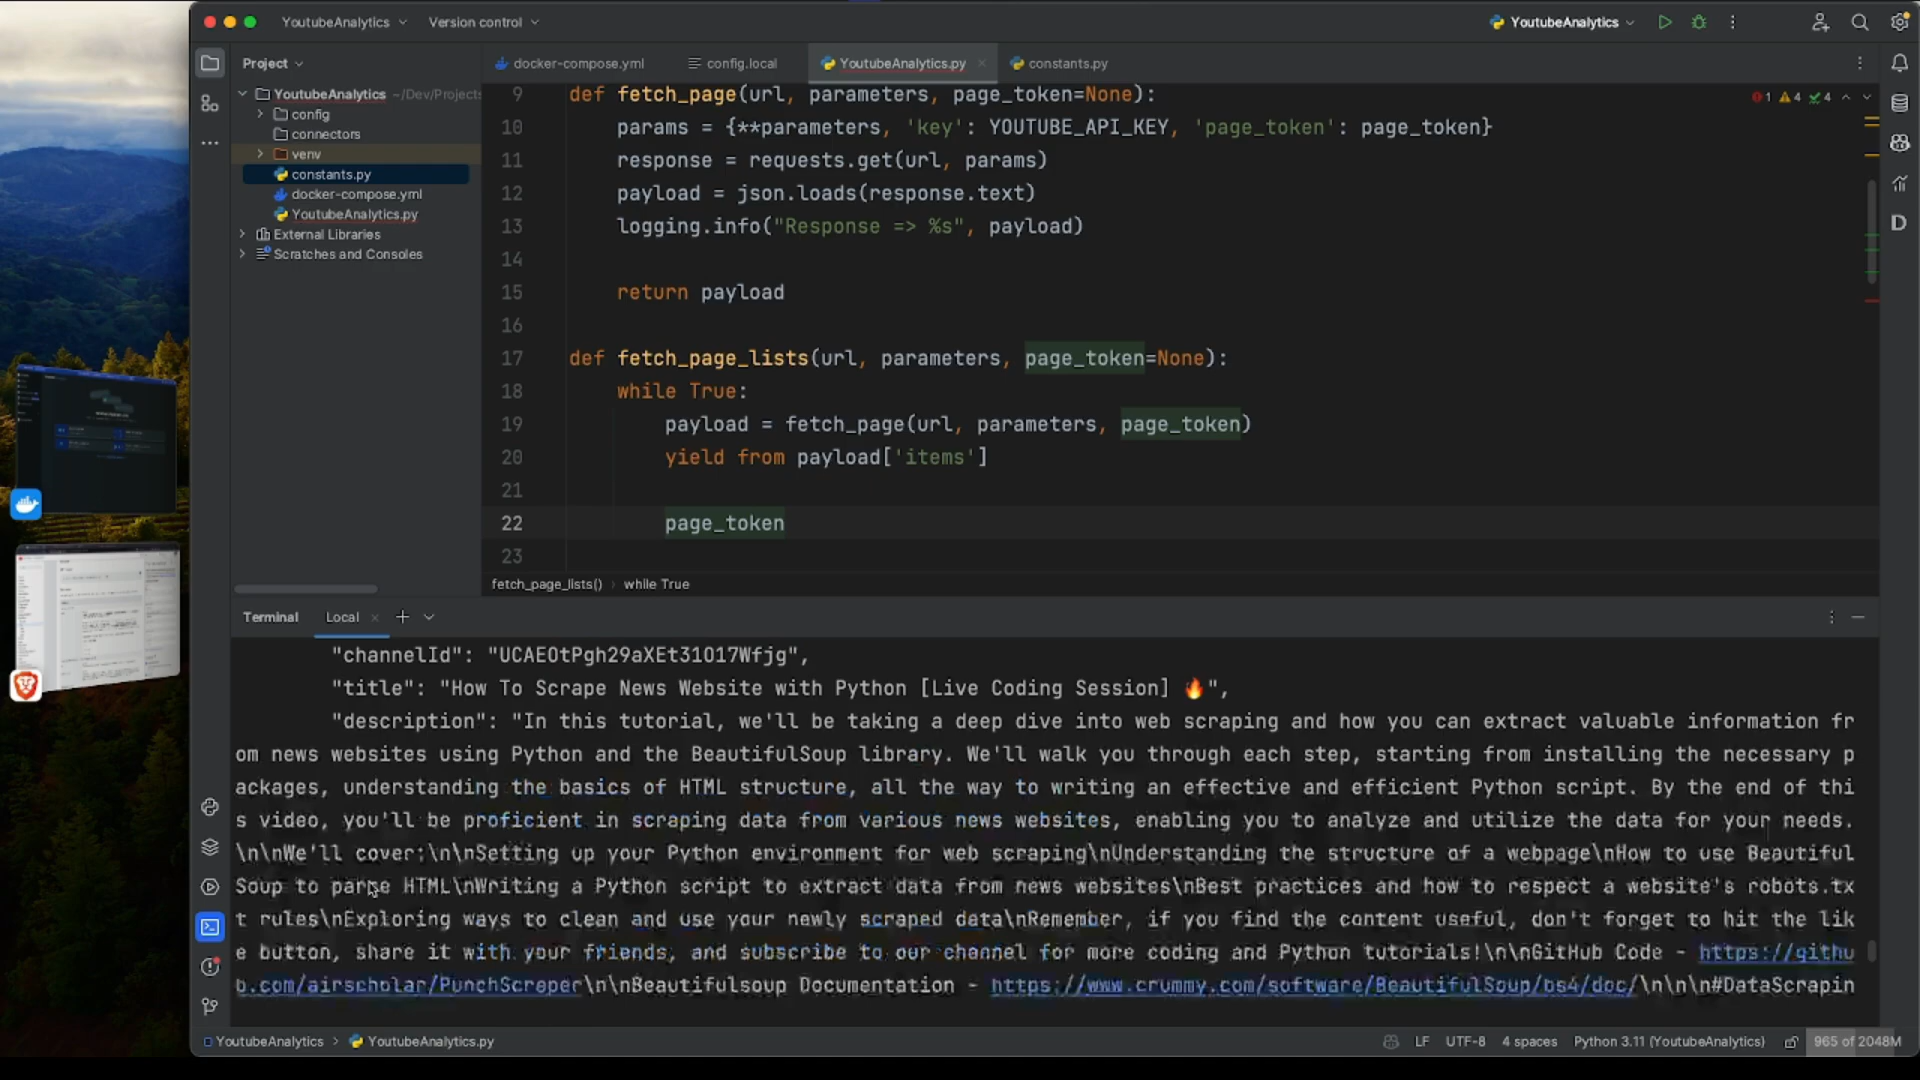 YoutubeAnalytics
Version control
YoutubeAnalytics
Project
docker-compose.yml
config.local
YoutubeAnalytics.py
constants.py
YoutubeAnalytics ~/Dev/Projects
config
connectors
venv
constants.py
docker-compose.yml
YoutubeAnalytics.py
External Libraries
Scratches and Consoles
1 4 4
9 def fetch_page(url, parameters, page_token=None):
10 params = {**parameters, 'key': YOUTUBE_API_KEY, 'page_token': page_token}
11 response = requests.get(url, params)
12 payload = json.loads(response.text)
13 logging.info("Response => %s", payload)
14
15 return payload
16
17 def fetch_page_lists(url, parameters, page_token=None):
18 while True:
19 payload = fetch_page(url, parameters, page_token)
20 yield from payload['items']
21
22 page_token
23
fetch_page_lists() › while True
Terminal
Local
"channelId": "UCAEOtPgh29aXEt31O17Wfjg",
"title": "How To Scrape News Website with Python [Live Coding Session] 🔥",
"description": "In this tutorial, we'll be taking a deep dive into web scraping and how you can extract valuable information fr
om news websites using Python and the BeautifulSoup library. We'll walk you through each step, starting from installing the necessary p
ackages, understanding the basics of HTML structure, all the way to writing an effective and efficient Python script. By the end of thi
s video, you'll be proficient in scraping data from various news websites, enabling you to analyze and utilize the data for your needs.
\n\nWe'll cover:\n\nSetting up your Python environment for web scraping\nUnderstanding the structure of a webpage\nHow to use Beautiful
Soup to parse HTML\nWriting a Python script to extract data from news websites\nBest practices and how to respect a website's robots.tx
t rules\nExploring ways to clean and use your newly scraped data\nRemember, if you find the content useful, don't forget to hit the lik
e button, share it with your friends, and subscribe to our channel for more coding and Python tutorials!\n\nGitHub Code - https://githu
b.com/airscholar/PunchScraper\n\nBeautifulsoup Documentation - https://www.crummy.com/software/BeautifulSoup/bs4/doc/\n\n\n#DataScrapin
YoutubeAnalytics › YoutubeAnalytics.py
LF UTF-8 4 spaces Python 3.11 (YoutubeAnalytics) 965 of 2048M